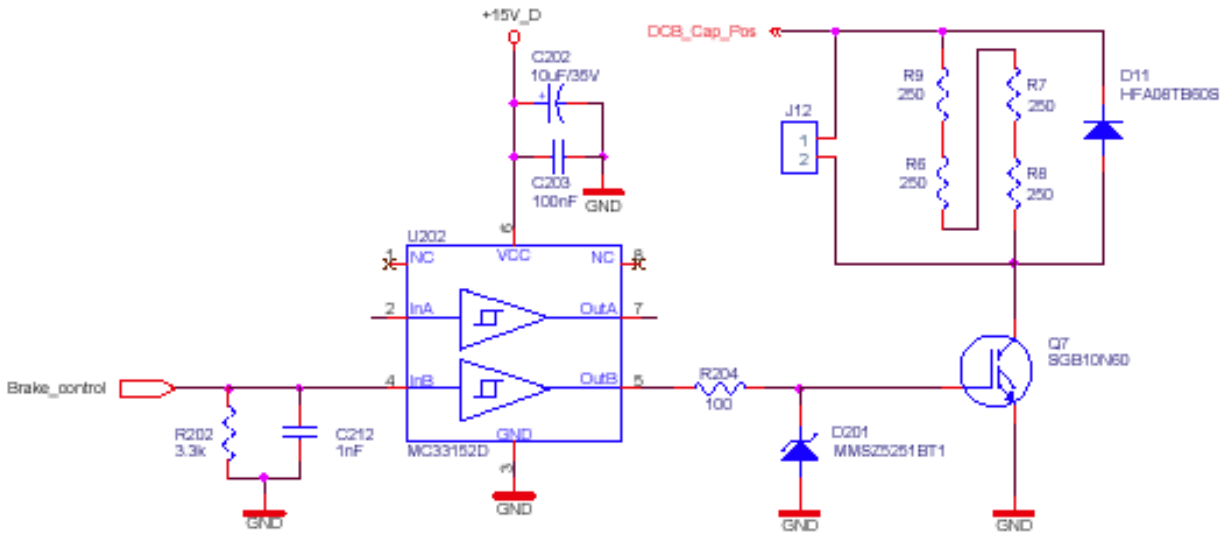 +15V_D
DCB_Cap_Pos
C202
10uF/35V
R9
250
R7
250
D11
HFA08TB60S
J12
1
2
R6
250
R8
250
C203
100nF
GND
6
U202
1
NC
VCC
NC
8
2
InA
OutA
7
Q7
SGB10N60
Brake_control
4
InB
OutB
5
R204
100
R202
3.3k
C212
1nF
GND
MC33152D
3
D201
MMSZ5251BT1
GND
GND
GND
GND